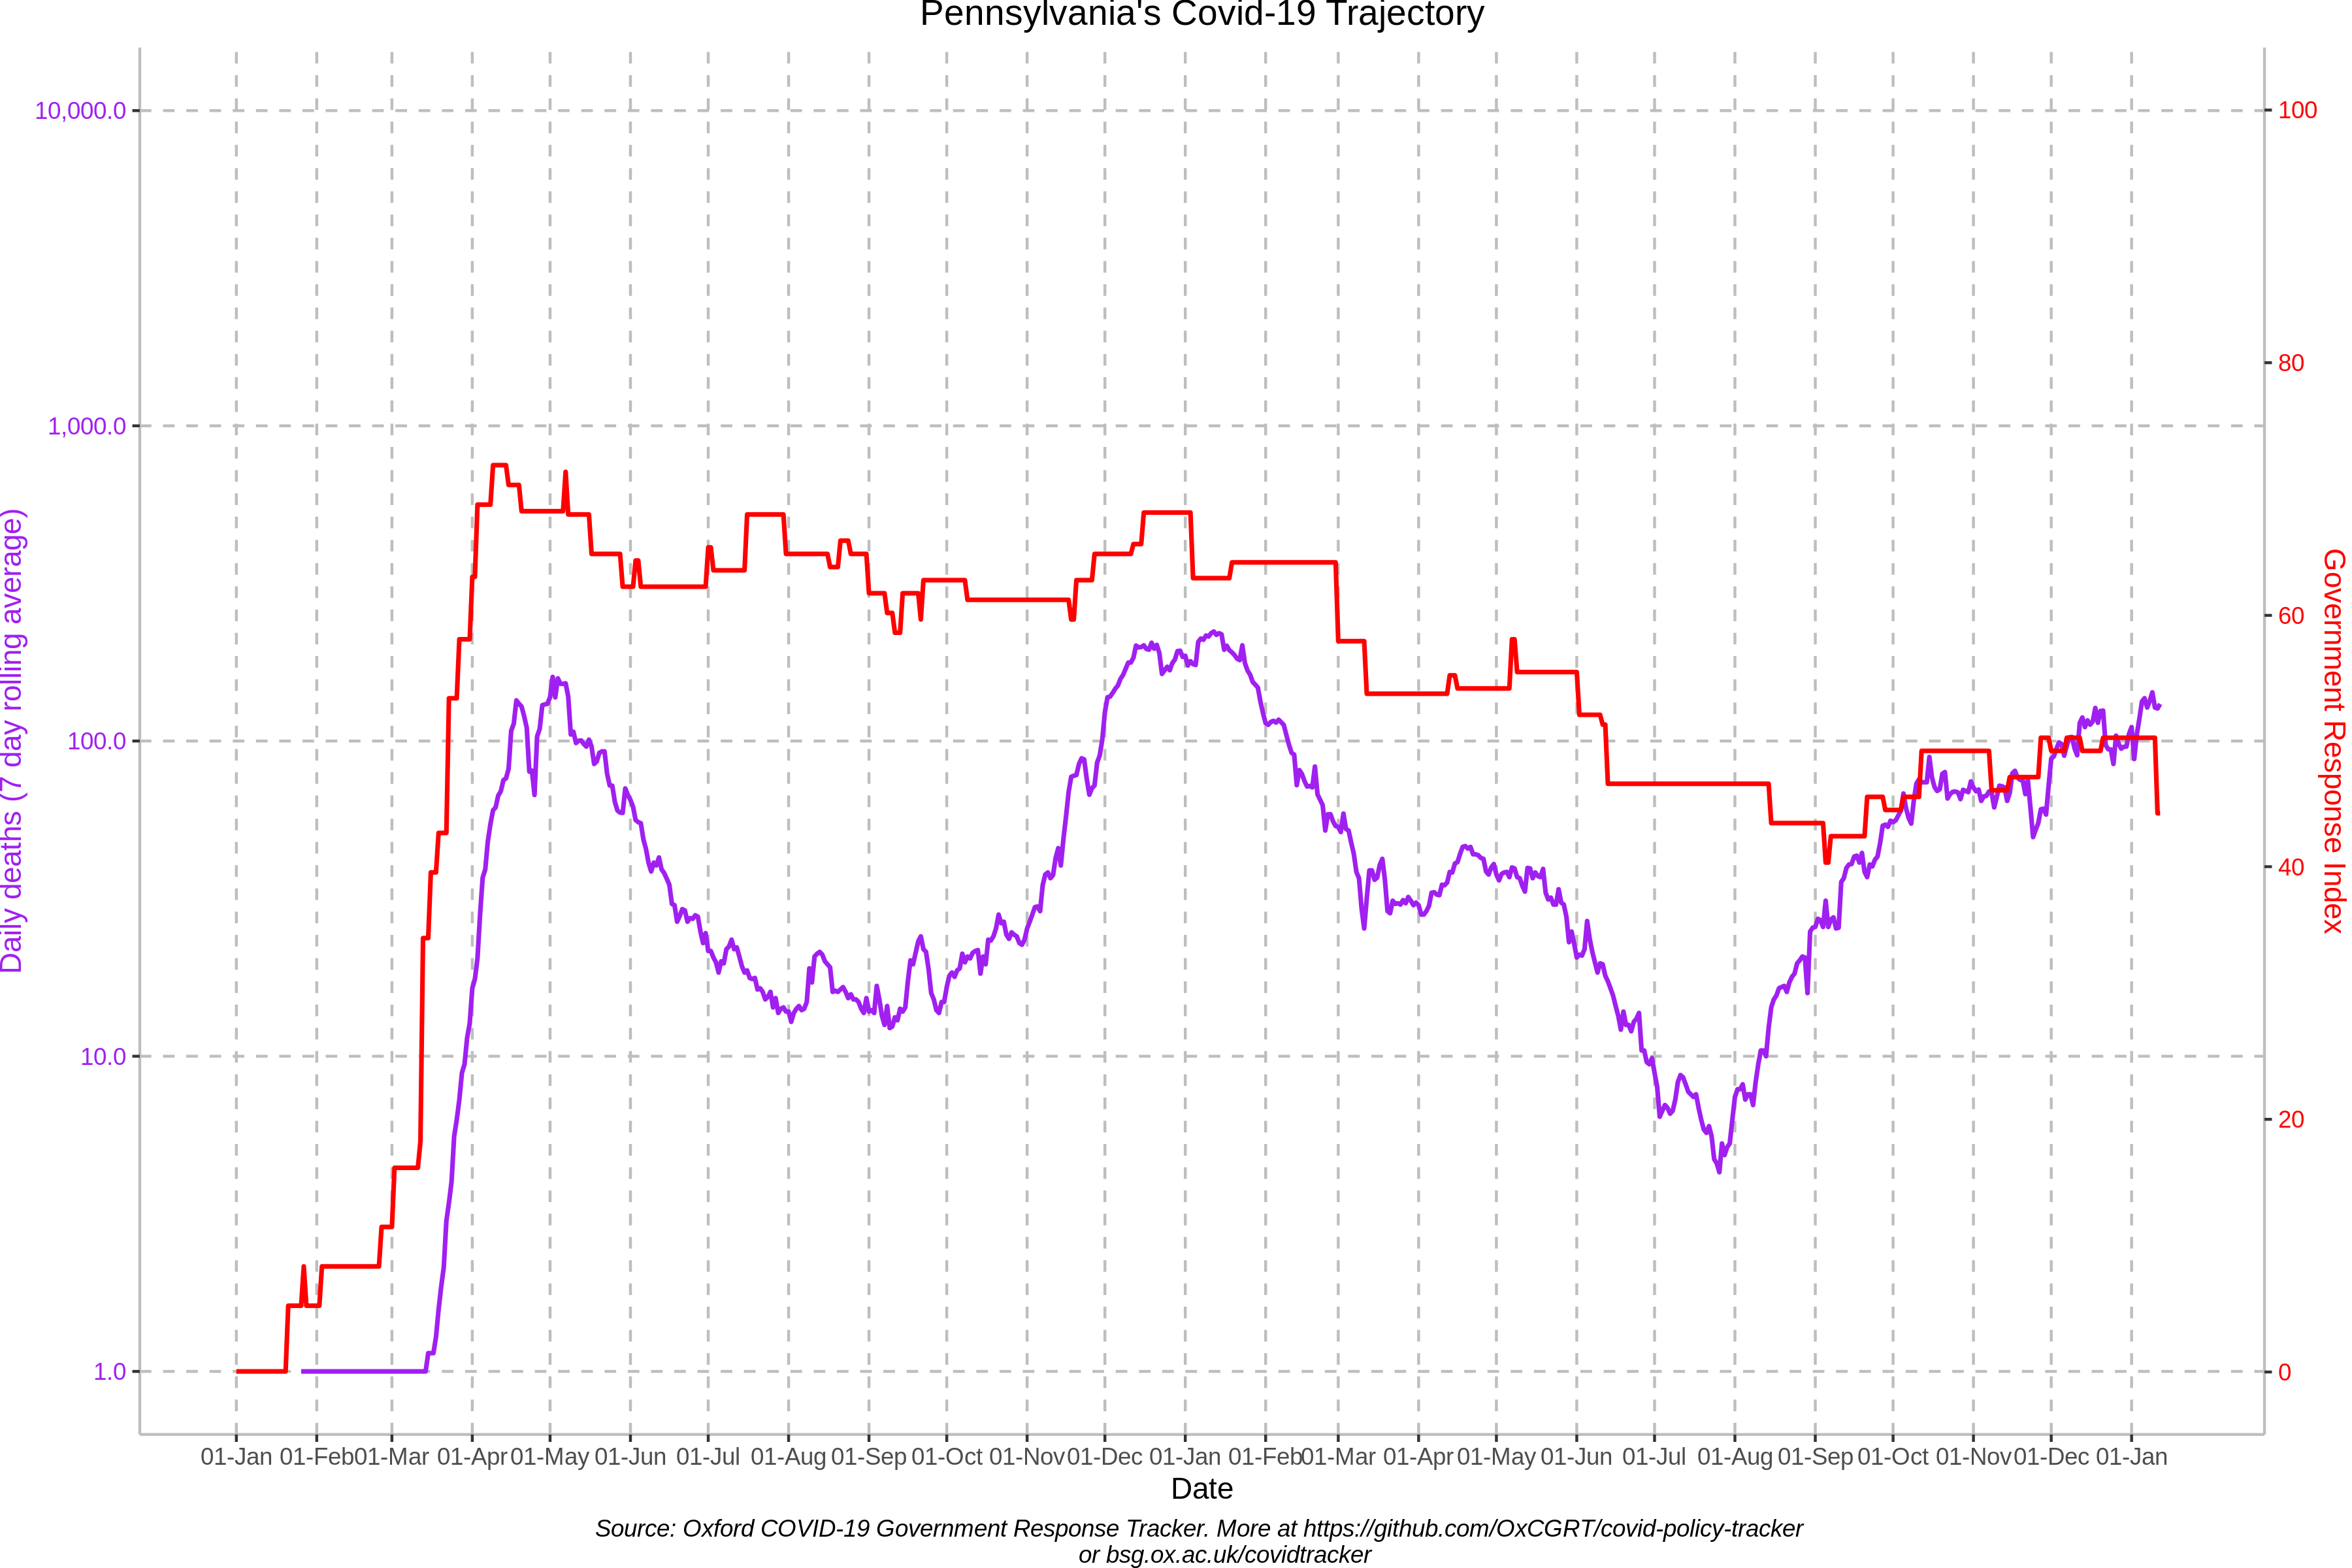 Pennsylvania's Covid-19 Trajectory
Daily deaths (7 day rolling average)
10,000.0
1,000.0
100.0
10.0
1.0
100
80
60
40
20
0
Government Response Index
01-Jan 01-Feb 01-Mar 01-Apr 01-May 01-Jun 01-Jul 01-Aug 01-Sep 01-Oct 01-Nov 01-Dec 01-Jan 01-Feb 01-Mar 01-Apr 01-May 01-Jun 01-Jul 01-Aug 01-Sep 01-Oct 01-Nov 01-Dec 01-Jan
Date
Source: Oxford COVID-19 Government Response Tracker. More at https://github.com/OxCGRT/covid-policy-tracker
or bsg.ox.ac.uk/covidtracker